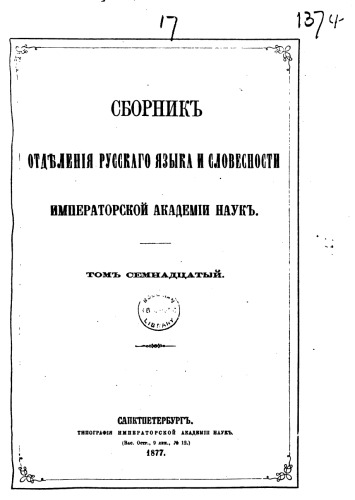 17
1374
СБОРНИКЪ
ОТДѢЛЕНІЯ РУССКАГО ЯЗЫКА И СЛОВЕСНОСТИ
ИМПЕРАТОРСКОЙ АКАДЕМІИ НАУКЪ.
ТОМЪ СЕМНАДЦАТЫЙ.
LIBRARY
САНКТПЕТЕРБУРГЪ.
ТИПОГРАФІЯ ИМПЕРАТОРСКОЙ АКАДЕМІИ НАУКЪ.
(Вас. Остр., 9 лин., № 12.)
1877.